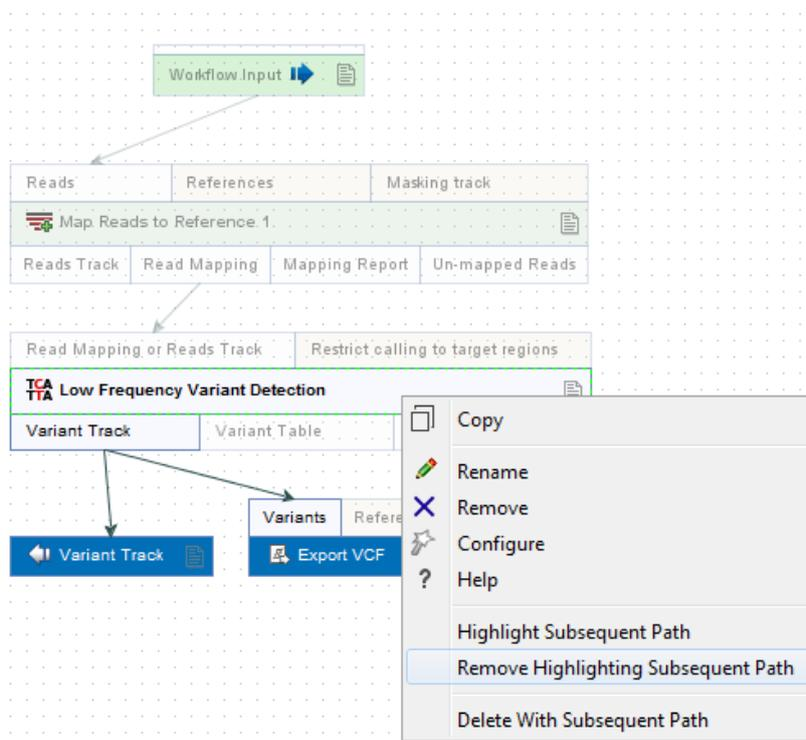 Workflow Input
Reads References Masking track
Map Reads to Reference 1
Reads Track Read Mapping Mapping Report Un-mapped Reads
Read Mapping or Reads Track Restrict calling to target regions
TCA
TTA
Low Frequency Variant Detection
Variant Track Variant Table
Variants Refere
Variant Track Export VCF
Copy
Rename
Remove
Configure
? Help
Highlight Subsequent Path
Remove Highlighting Subsequent Path
Delete With Subsequent Path